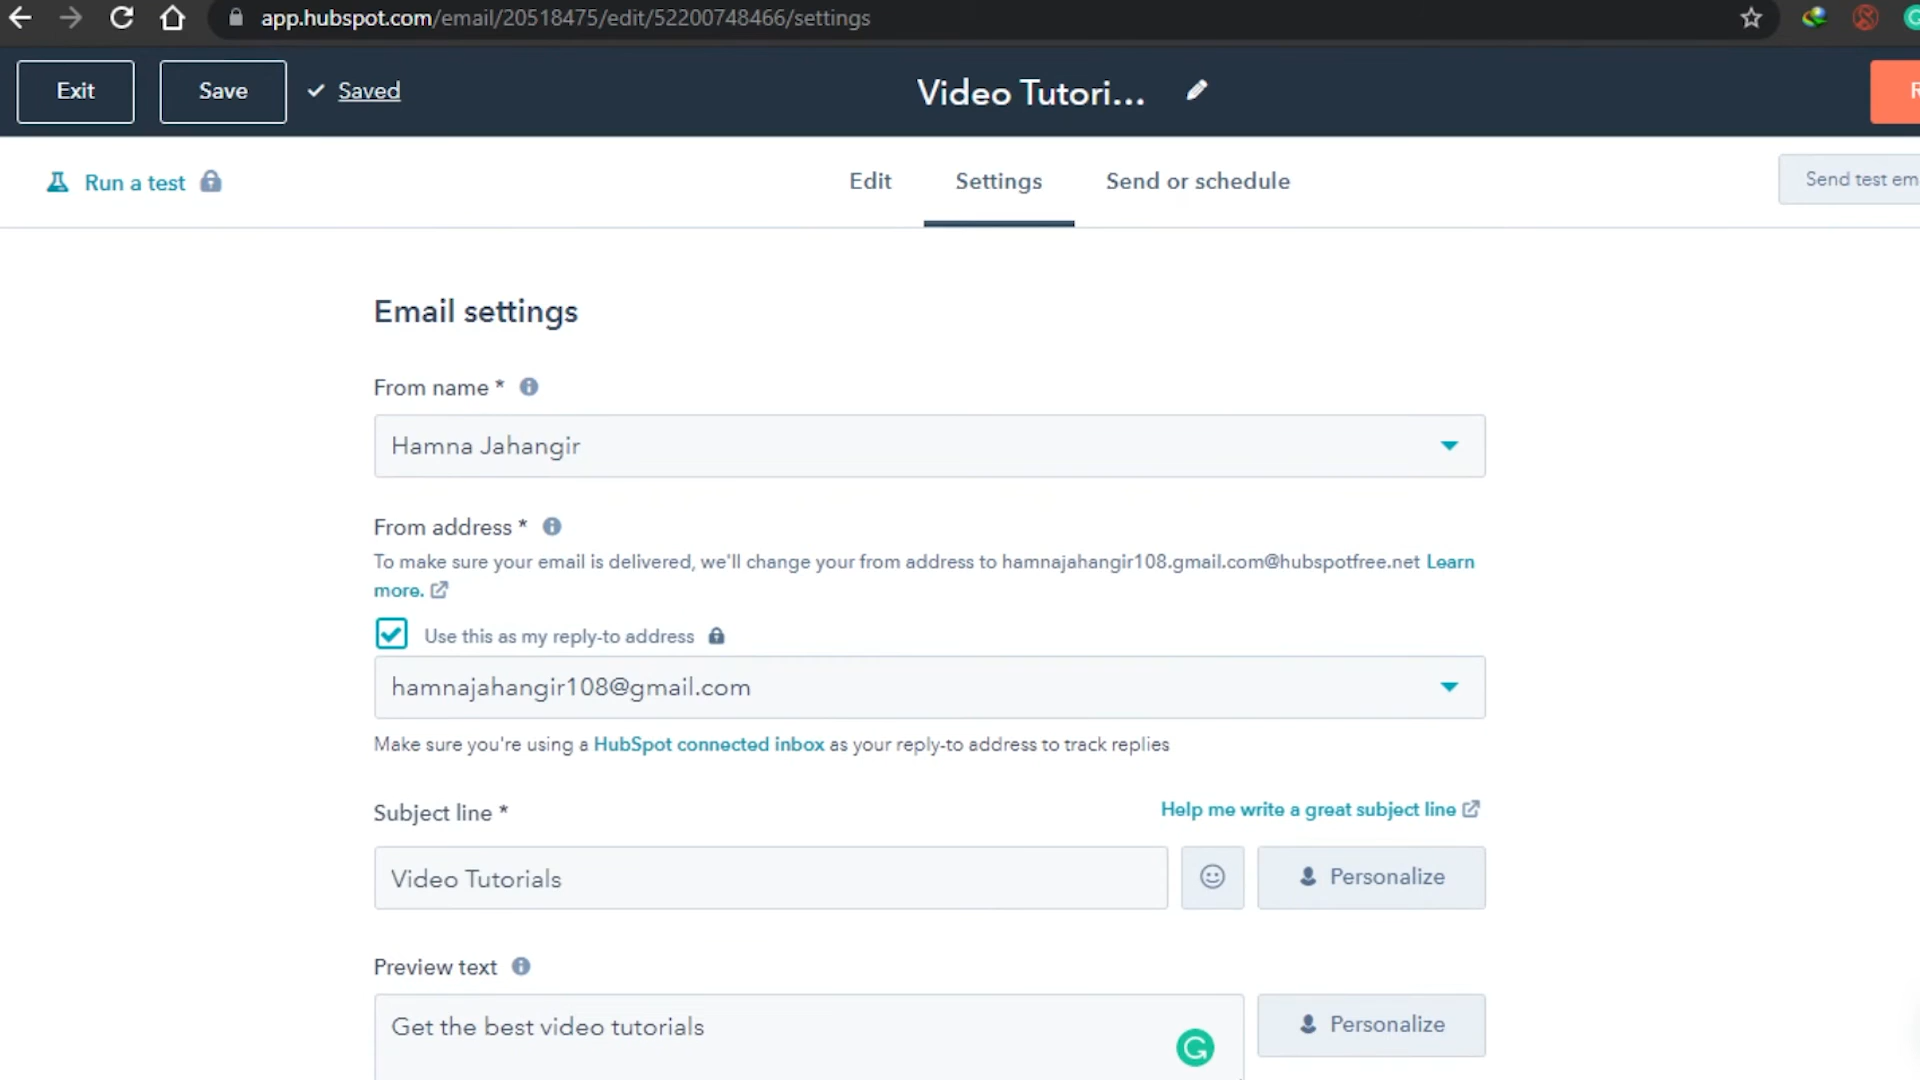 app.hubspot.com/email/20518475/edit/52200748466/settings
Exit
Save
Saved
Video Tutori...
Run a test
Edit
Settings
Send or schedule
Send test em
Email settings
From name *
Hamna Jahangir
From address *
To make sure your email is delivered, we'll change your from address to hamnajahangir108.gmail.com@hubspotfree.net Learn
more.
Use this as my reply-to address
hamnajahangir108@gmail.com
Make sure you're using a HubSpot connected inbox as your reply-to address to track replies
Subject line *
Help me write a great subject line
Video Tutorials
Personalize
Preview text
Get the best video tutorials
Personalize